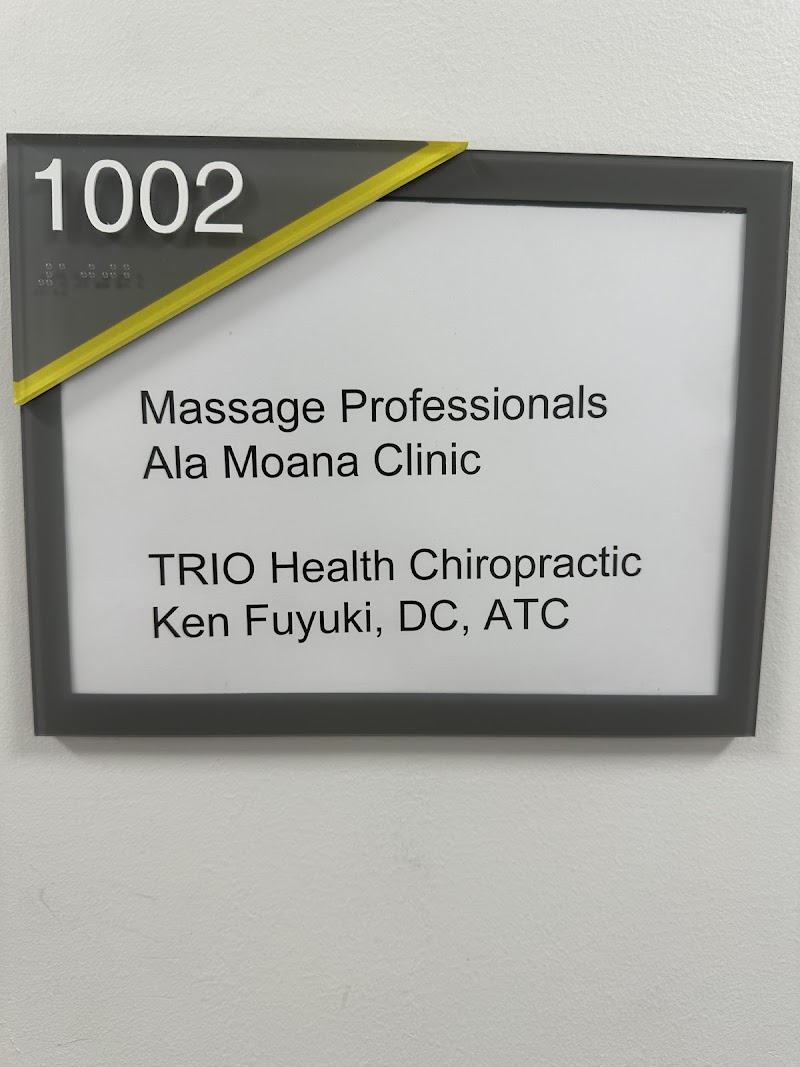 1002
Massage Professionals
Ala Moana Clinic
TRIO Health Chiropractic
Ken Fuyuki, DC, ATC